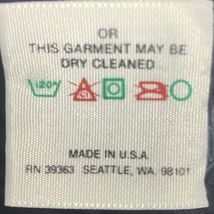 OR
THIS GARMENT MAY BE
DRY CLEANED
MADE IN U.S.A.
RN 39363 SEATTLE, WA. 98101